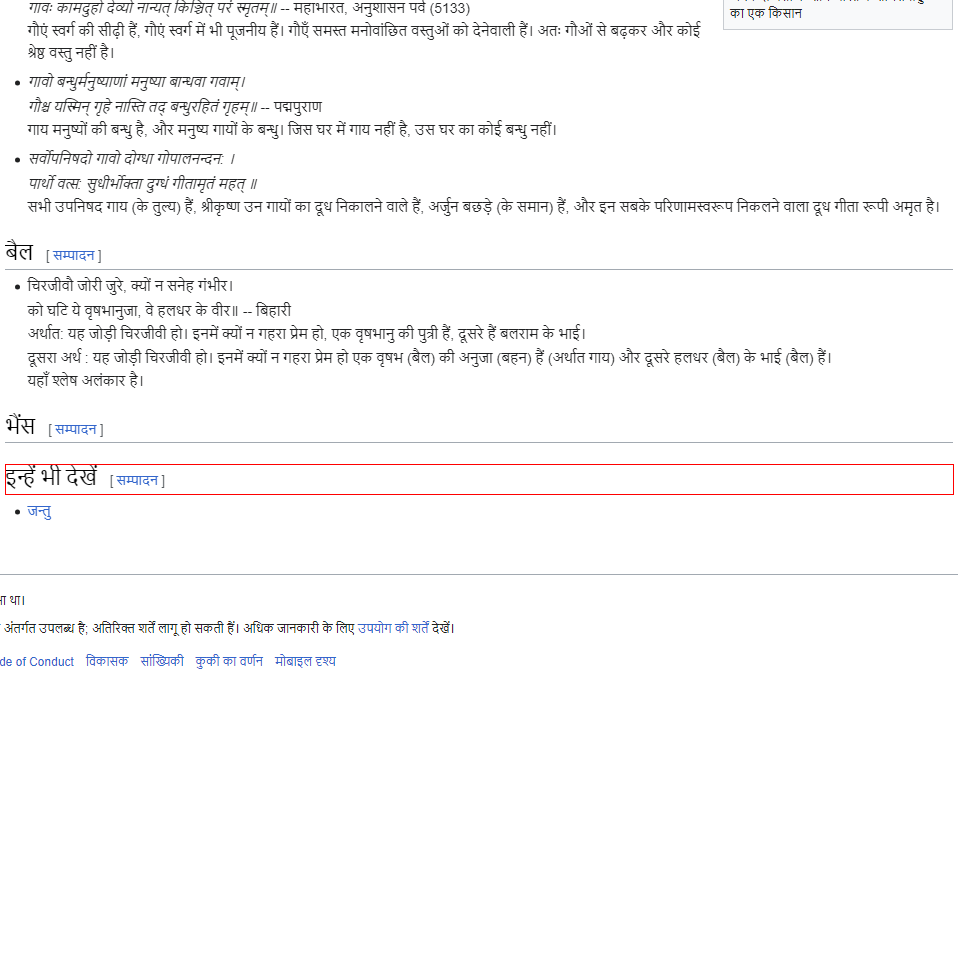 गावः कामदुहो देव्यो नान्यत् किञ्चित् परं स्मृतम्॥ -- महाभारत, अनुशासन पर्व (5133)
गौएं स्वर्ग की सीढ़ी हैं, गौएं स्वर्ग में भी पूजनीय हैं। गौएँ समस्त मनोवांछित वस्तुओं को देनेवाली हैं। अतः गौओं से बढ़कर और कोई
श्रेष्ठ वस्तु नहीं है।
का एक किसान
गावो बन्धुर्मनुष्याणां मनुष्या बान्धवा गवाम्।
गौश्च यस्मिन् गृहे नास्ति तद् बन्धुरहितं गृहम्॥ -- पद्मपुराण
गाय मनुष्यों की बन्धु है, और मनुष्य गायों के बन्धु। जिस घर में गाय नहीं है, उस घर का कोई बन्धु नहीं।
सर्वोपनिषदो गावो दोग्धा गोपालनन्दन: ।
पार्थो वत्स: सुधीर्भोक्ता दुग्धं गीतामृतं महत् ॥
सभी उपनिषद गाय (के तुल्य) हैं, श्रीकृष्ण उन गायों का दूध निकालने वाले हैं, अर्जुन बछड़े (के समान) हैं, और इन सबके परिणामस्वरूप निकलने वाला दूध गीता रूपी अमृत है।
बैल [ सम्पादन ]
चिरजीवौ जोरी जुरे, क्यों न सनेह गंभीर।
को घटि ये वृषभानुजा, वे हलधर के वीर॥ -- बिहारी
अर्थात: यह जोड़ी चिरजीवी हो। इनमें क्यों न गहरा प्रेम हो, एक वृषभानु की पुत्री हैं, दूसरे हैं बलराम के भाई।
दूसरा अर्थ : यह जोड़ी चिरजीवी हो। इनमें क्यों न गहरा प्रेम हो एक वृषभ (बैल) की अनुजा (बहन) हैं (अर्थात गाय) और दूसरे हलधर (बैल) के भाई (बैल) हैं।
यहाँ श्लेष अलंकार है।
भैंस [ सम्पादन ]
इन्हें भी देखें [ सम्पादन ]
जन्तु
था।
अंतर्गत उपलब्ध है; अतिरिक्त शर्तें लागू हो सकती हैं। अधिक जानकारी के लिए उपयोग की शर्तें देखें।
de of Conduct विकासक सांख्यिकी कुकी का वर्णन मोबाइल दृश्य